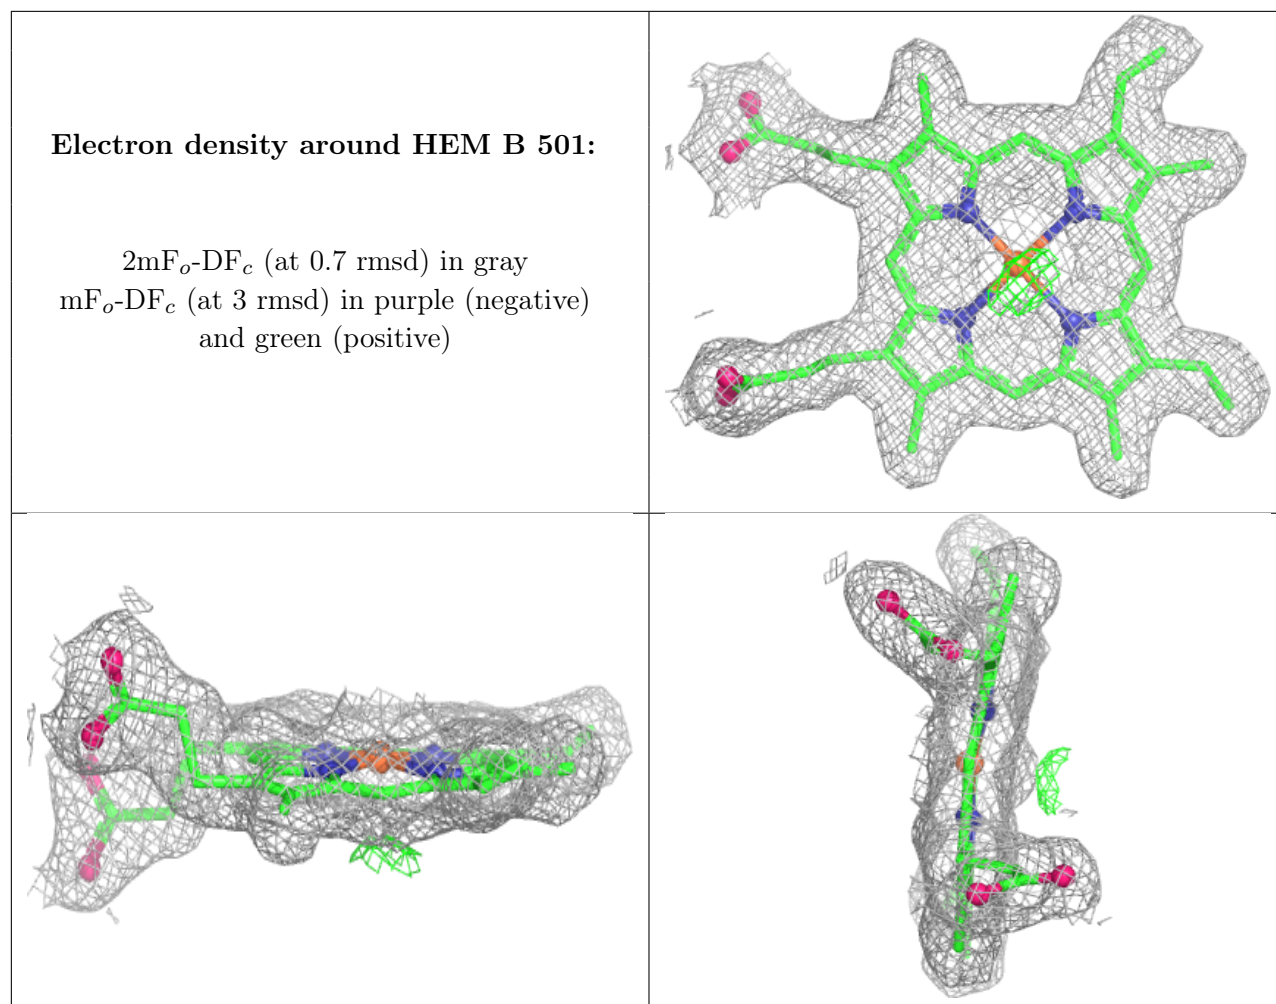 Electron density around HEM B 501:
2mFₒ-DF𝒸 (at 0.7 rmsd) in gray
mFₒ-DF𝒸 (at 3 rmsd) in purple (negative)
and green (positive)